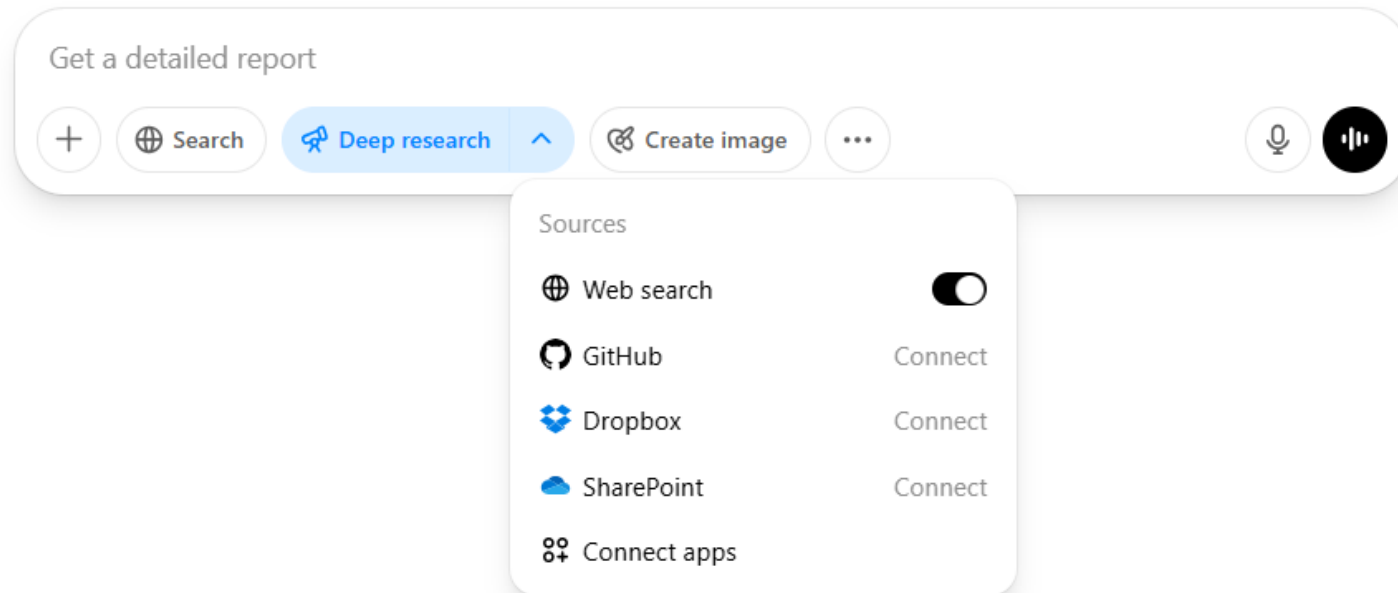 Get a detailed report
Search Deep research Create image
Sources
Web search
GitHub Connect
Dropbox Connect
SharePoint Connect
Connect apps